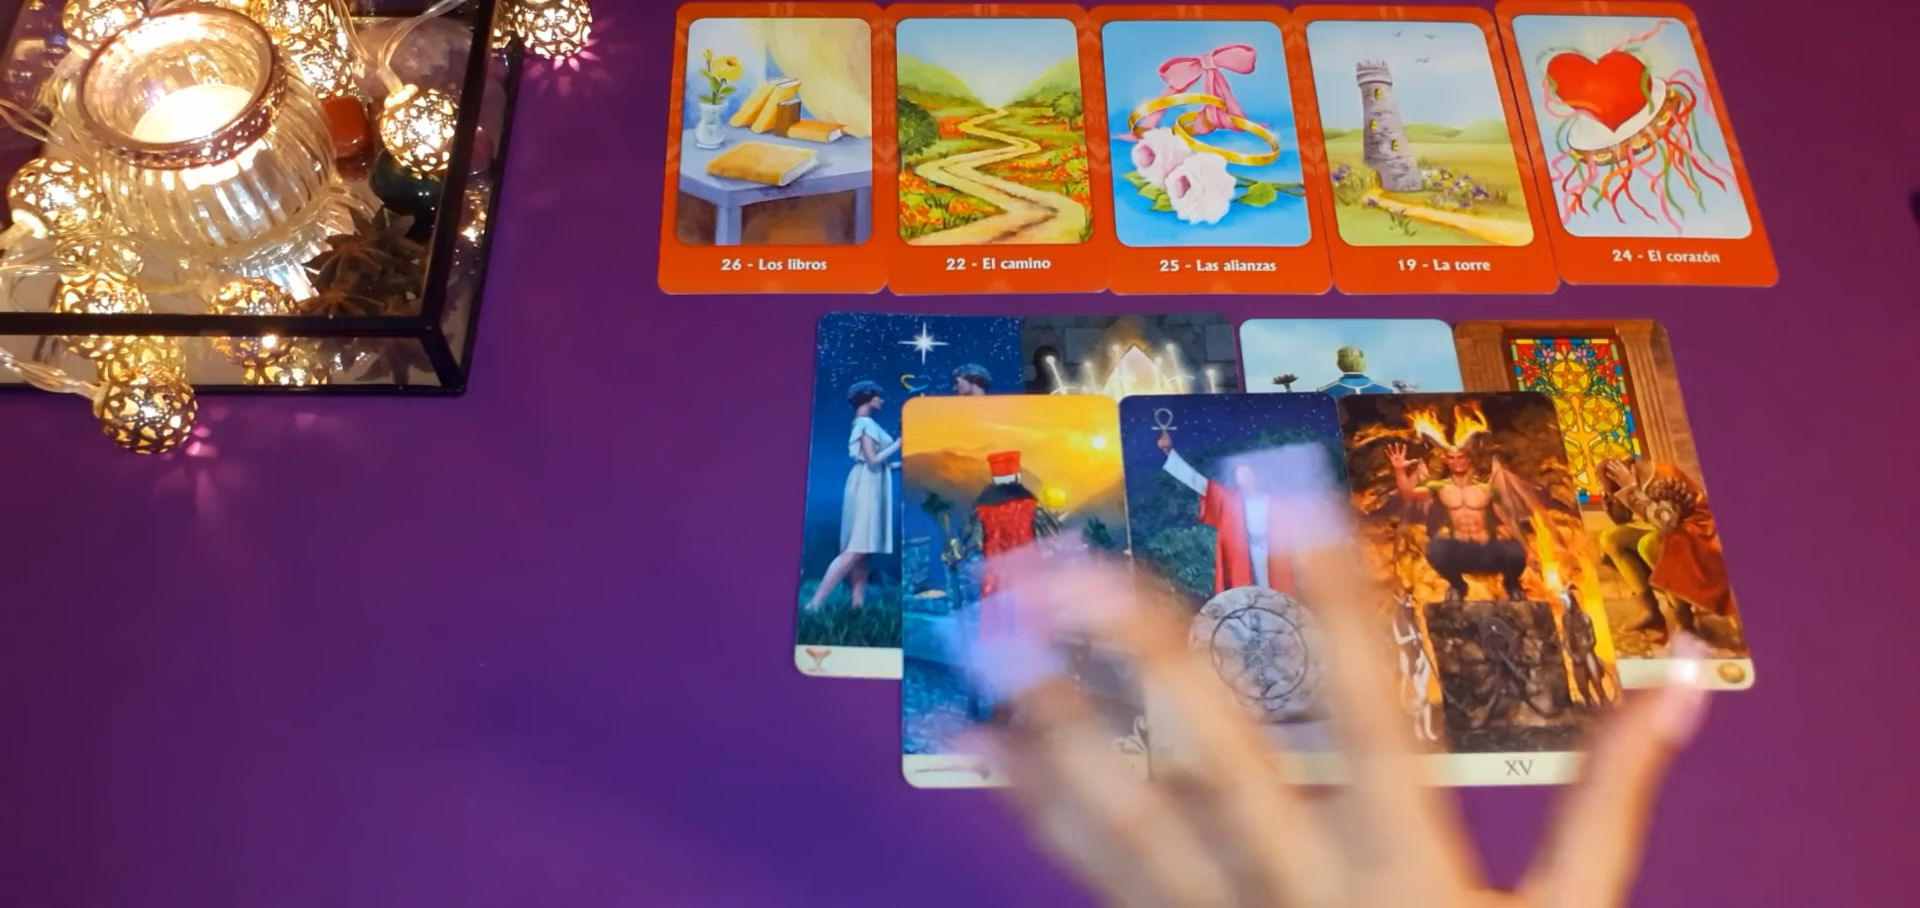 26 - Los libros
22 - El camino
25 - Las alianzas
19 - La torre
24 - El corazón
XV